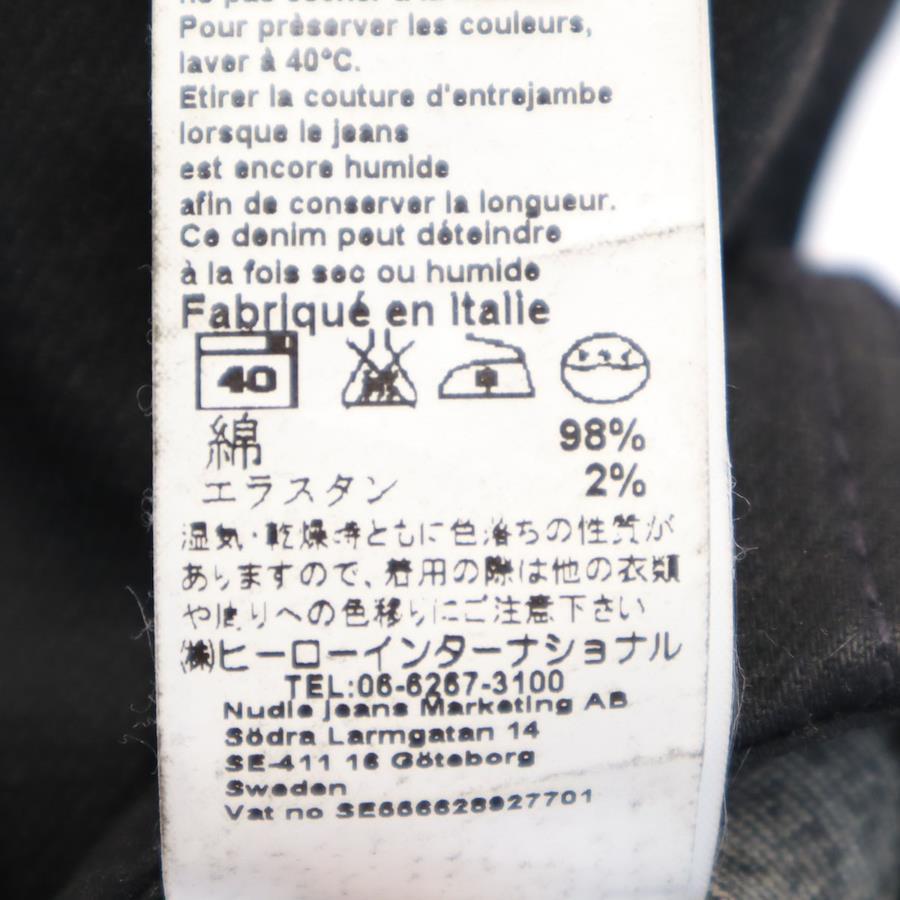 Pour préserver les couleurs,
laver à 40°C.
Etirer la couture d'entrejambe
lorsque le jeans
est encore humide
afin de conserver la longueur.
Ce denim peut déteindre
à la fois sec ou humide
Fabriqué en Italie
40
綿 98%
エラスタン 2%
湿気・乾燥時ともに色落ちの性質が
ありますので、着用の際は他の衣類
や周りへの色移りにご注意下さい
㈱ヒーローインターナショナル
TEL:06-6267-3100
Nudie Jeans Marketing AB
Södra Larmgatan 14
SE-411 16 Göteborg
Sweden
Vat no SE666628927701